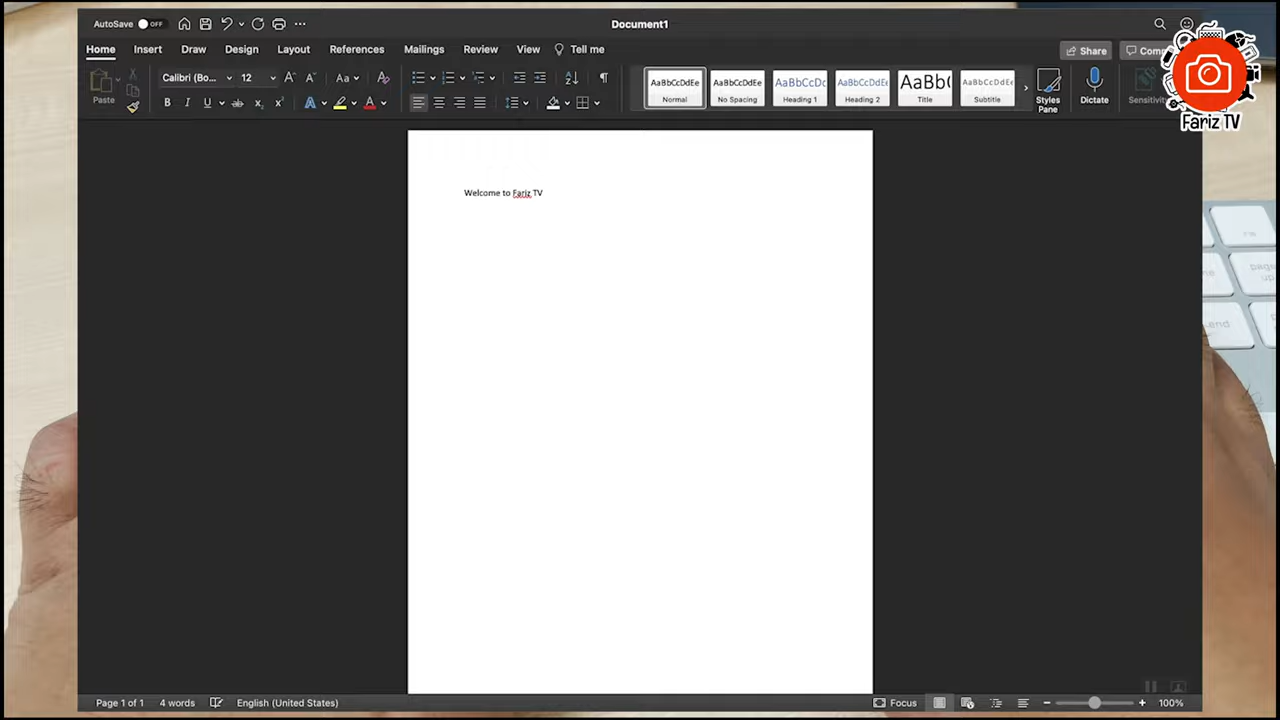 AutoSave OFF
Document1
Home Insert Draw Design Layout References Mailings Review View Tell me
Share
Calibri (Bo... 12
Paste
AaBbCcDdEe AaBbCcDdEe AaBbCcDc AaBbCcDdEe AaBb( AaBbCcDdEe
Normal No Spacing Heading 1 Heading 2 Title Subtitle
Styles Pane
Dictate
Sensitivity
Fariz TV
Welcome to Fariz TV
end
Page 1 of 1 4 words English (United States)
Focus
100%